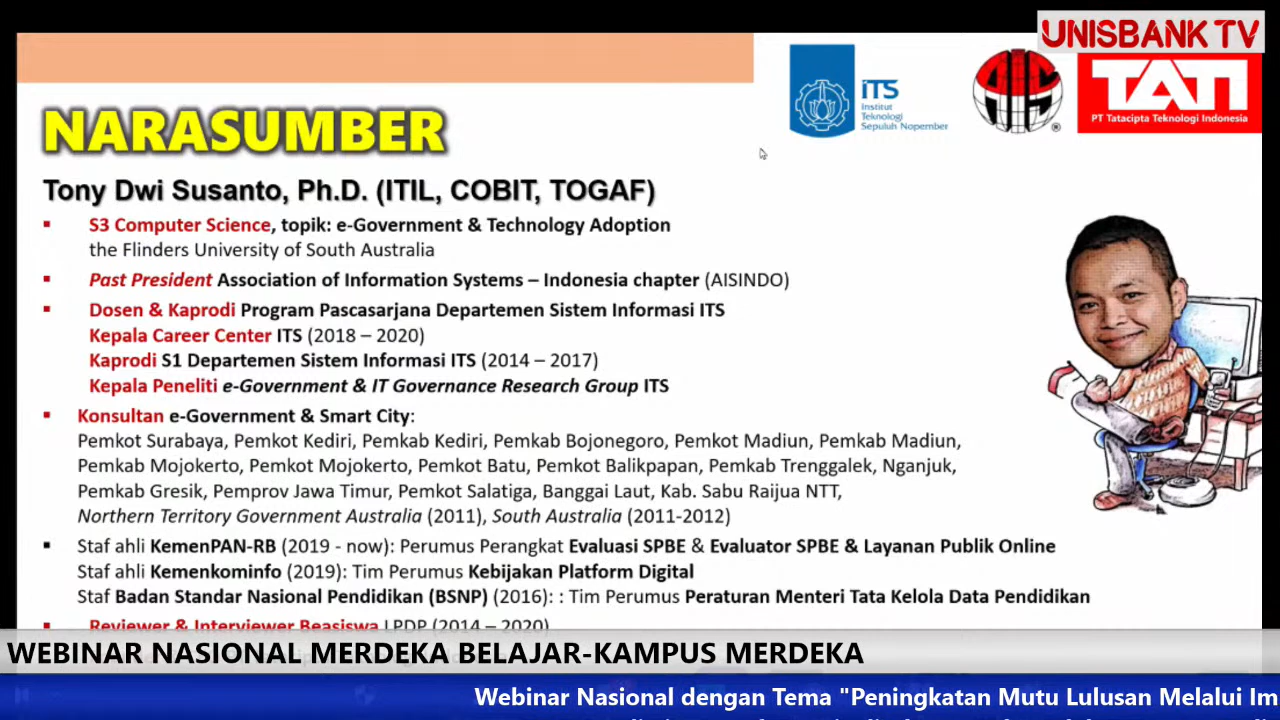 UNISBANK TV
iTS
Institut
Teknologi
Sepuluh Nopember
AIS
®
TATI
PT Tatacipta Teknologi Indonesia
NARASUMBER
Tony Dwi Susanto, Ph.D. (ITIL, COBIT, TOGAF)
S3 Computer Science, topik: e-Government & Technology Adoption
the Flinders University of South Australia
Past President Association of Information Systems – Indonesia chapter (AISINDO)
Dosen & Kaprodi Program Pascasarjana Departemen Sistem Informasi ITS
Kepala Career Center ITS (2018 – 2020)
Kaprodi S1 Departemen Sistem Informasi ITS (2014 – 2017)
Kepala Peneliti e-Government & IT Governance Research Group ITS
Konsultan e-Government & Smart City:
Pemkot Surabaya, Pemkot Kediri, Pemkab Kediri, Pemkab Bojonegoro, Pemkot Madiun, Pemkab Madiun,
Pemkab Mojokerto, Pemkot Mojokerto, Pemkot Batu, Pemkot Balikpapan, Pemkab Trenggalek, Nganjuk,
Pemkab Gresik, Pemprov Jawa Timur, Pemkot Salatiga, Banggai Laut, Kab. Sabu Raijua NTT,
Northern Territory Government Australia (2011), South Australia (2011-2012)
Staf ahli KemenPAN-RB (2019 - now): Perumus Perangkat Evaluasi SPBE & Evaluator SPBE & Layanan Publik Online
Staf ahli Kemenkominfo (2019): Tim Perumus Kebijakan Platform Digital
Staf Badan Standar Nasional Pendidikan (BSNP) (2016): : Tim Perumus Peraturan Menteri Tata Kelola Data Pendidikan
Reviewer & Interviewer Beasiswa LPDP (2014 – 2020)
WEBINAR NASIONAL MERDEKA BELAJAR-KAMPUS MERDEKA
Webinar Nasional dengan Tema "Peningkatan Mutu Lulusan Melalui Im